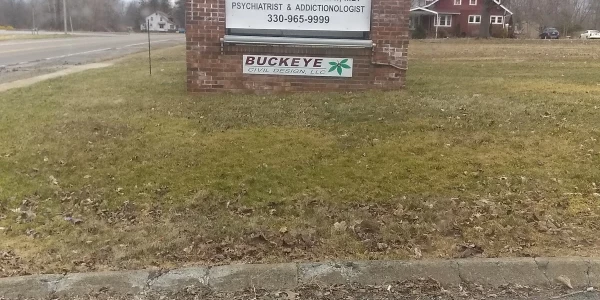 PSYCHIATRIST & ADDICTIONOLOGIST
330-965-9999
BUCKEYE
CIVIL DESIGN, LLC